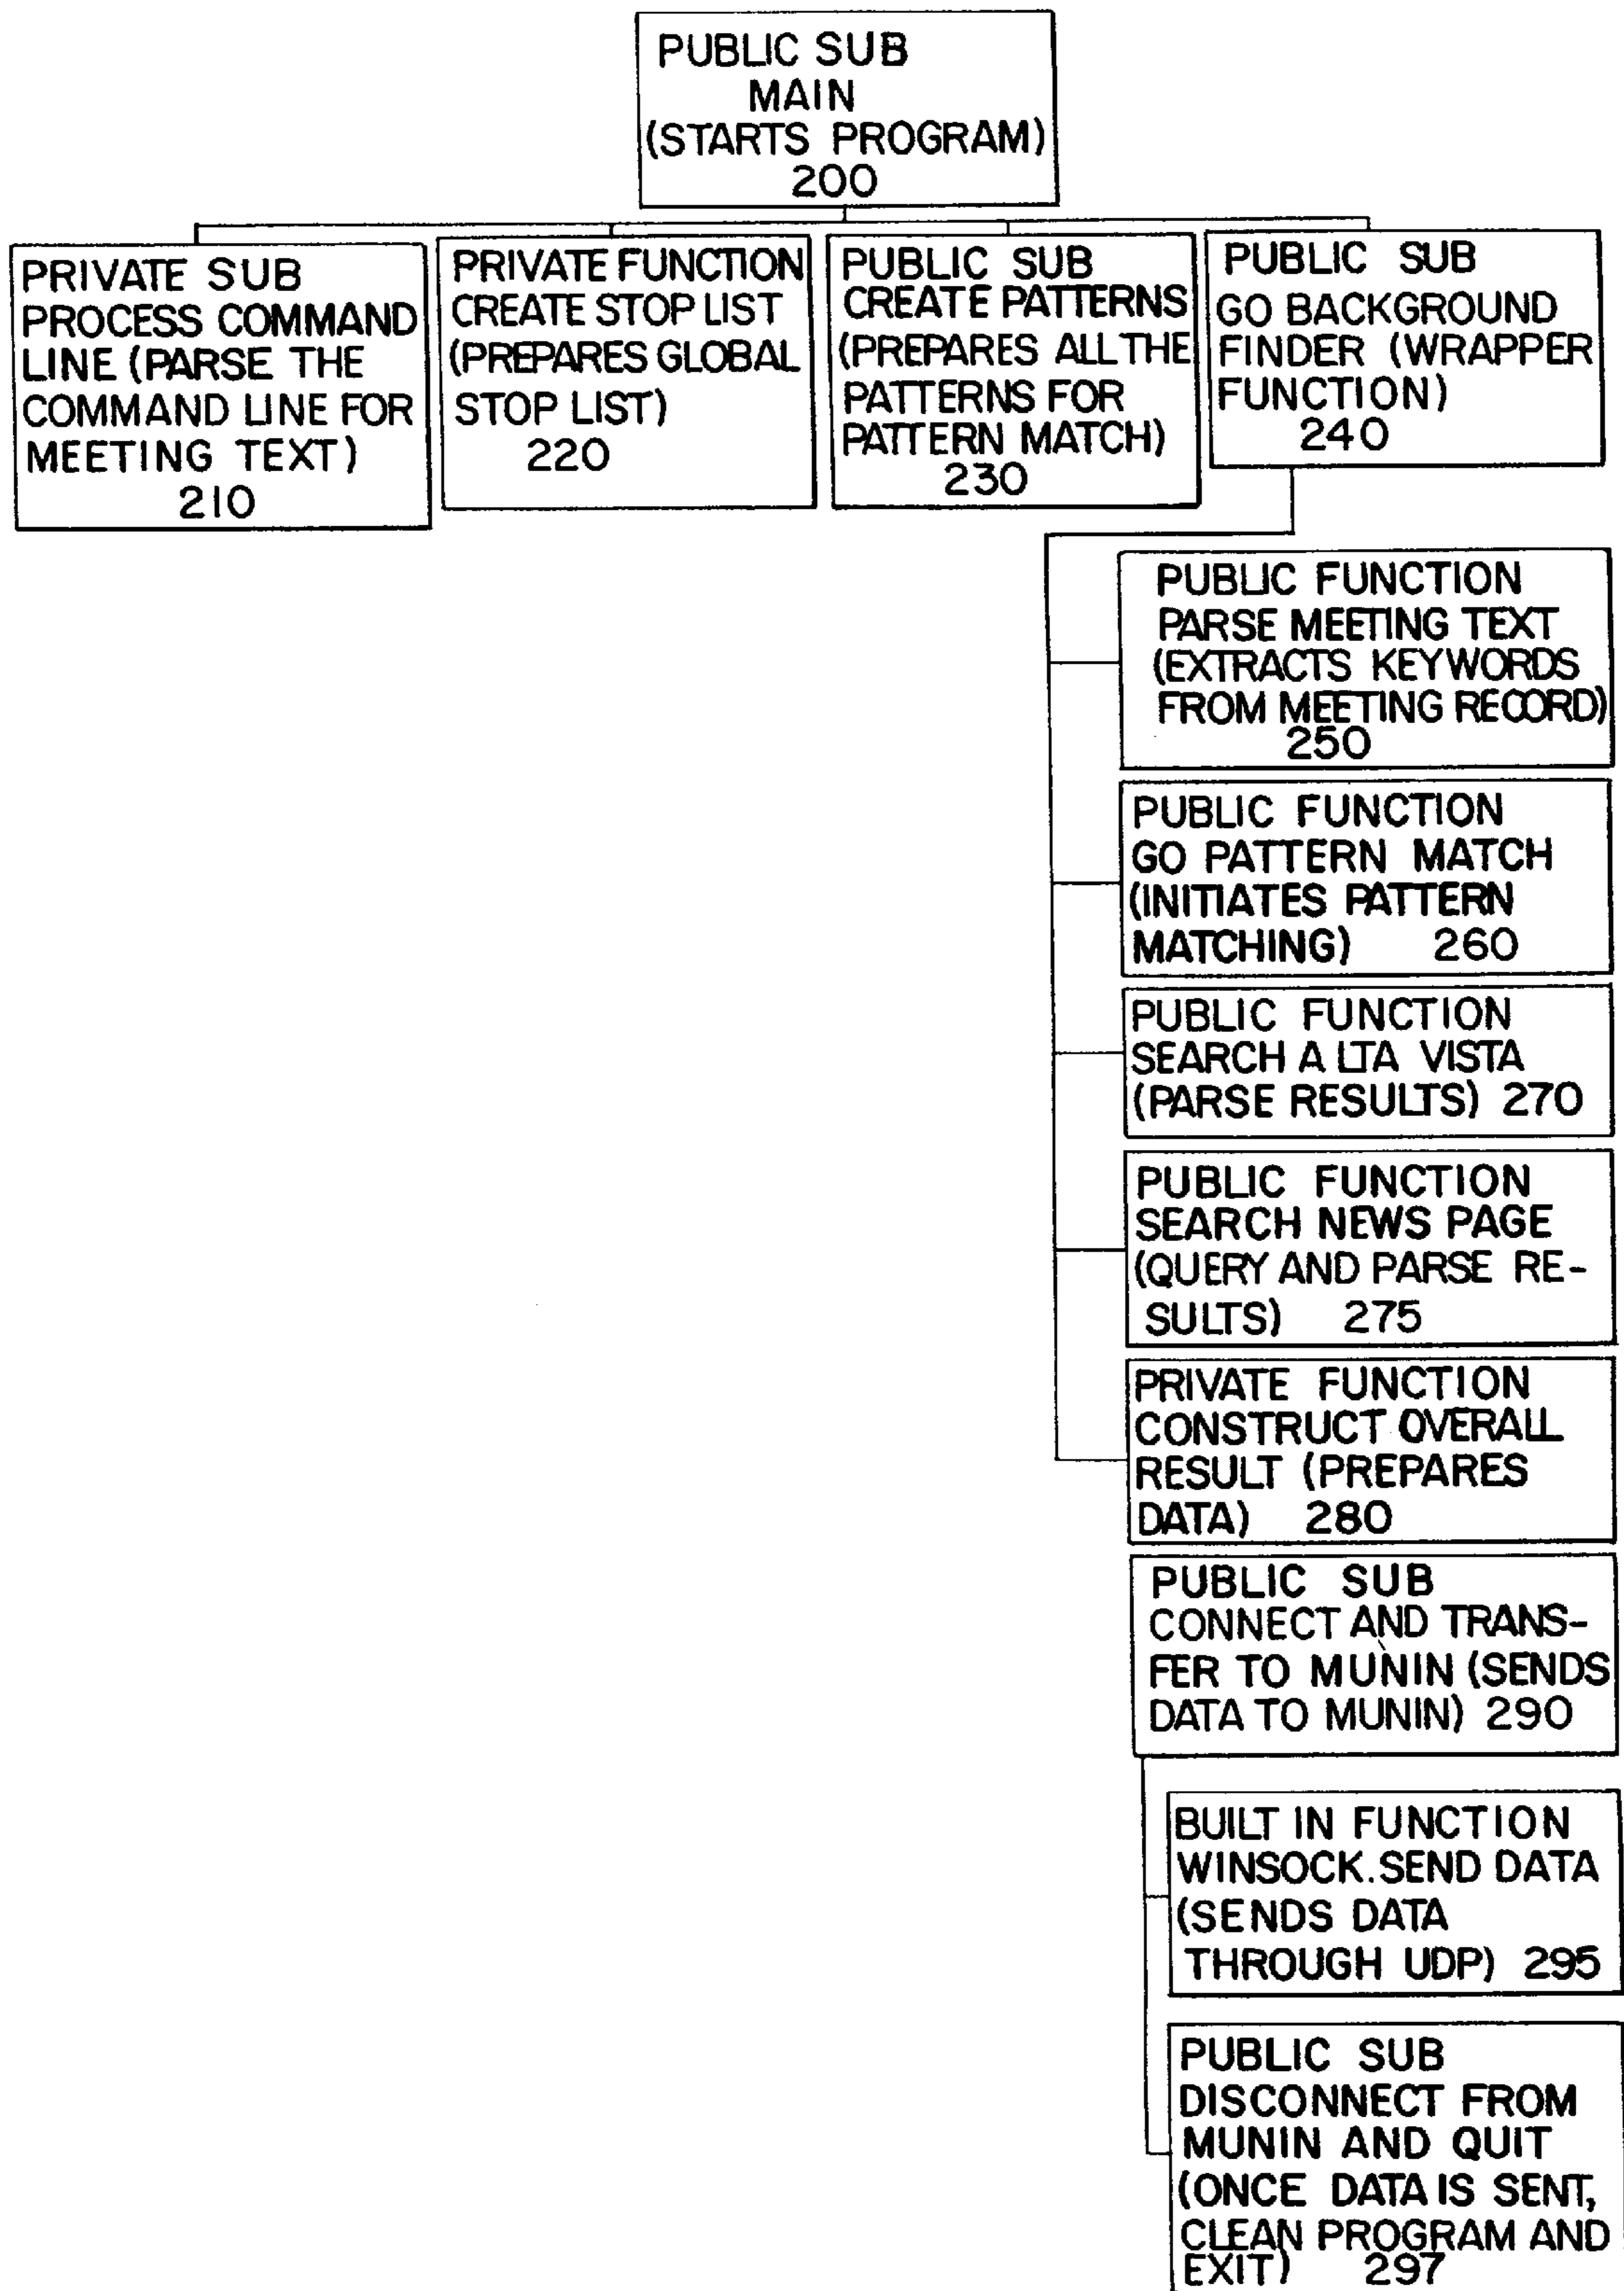 PUBLIC SUB
MAIN
(STARTS PROGRAM)
200
PRIVATE SUB
PROCESS COMMAND
LINE (PARSE THE
COMMAND LINE FOR
MEETING TEXT)
210
PRIVATE FUNCTION
CREATE STOP LIST
(PREPARES GLOBAL
STOP LIST)
220
PUBLIC SUB
CREATE PATTERNS
(PREPARES ALL THE
PATTERNS FOR
PATTERN MATCH)
230
PUBLIC SUB
GO BACKGROUND
FINDER (WRAPPER
FUNCTION)
240
PUBLIC FUNCTION
PARSE MEETING TEXT
(EXTRACTS KEYWORDS
FROM MEETING RECORD)
250
PUBLIC FUNCTION
GO PATTERN MATCH
(INITIATES PATTERN
MATCHING) 260
PUBLIC FUNCTION
SEARCH A LTA VISTA
(PARSE RESULTS) 270
PUBLIC FUNCTION
SEARCH NEWS PAGE
(QUERY AND PARSE RE-
SULTS) 275
PRIVATE FUNCTION
CONSTRUCT OVERALL
RESULT (PREPARES
DATA) 280
PUBLIC SUB
CONNECT AND TRANS-
FER TO MUNIN (SENDS
DATA TO MUNIN) 290
BUILT IN FUNCTION
WINSOCK.SEND DATA
(SENDS DATA
THROUGH UDP) 295
PUBLIC SUB
DISCONNECT FROM
MUNIN AND QUIT
(ONCE DATA IS SENT,
CLEAN PROGRAM AND
EXIT) 297